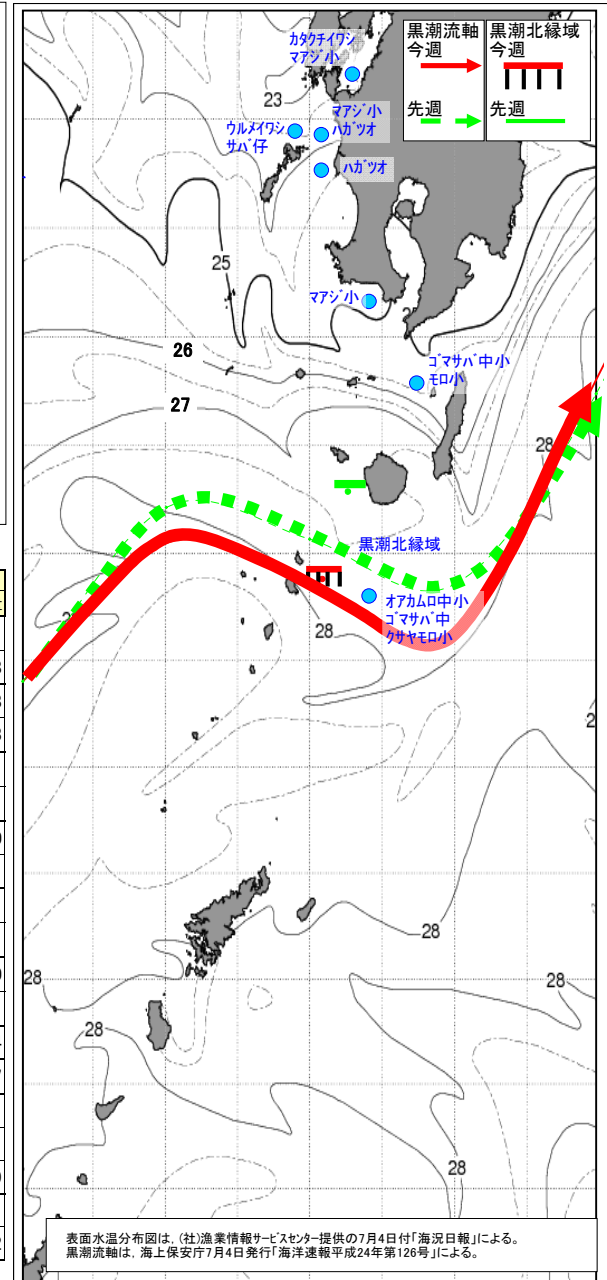 カタクチイワシ
マアジ小
黒潮流軸
今週
先週
黒潮北縁域
今週
先週
23
マアジ小
ハガツオ
ウルメイワシ
サバ仔
ハガツオ
25
マアジ小
26
ゴマサバ中小
モロ小
27
28
黒潮北縁域
オアカムロ中小
ゴマサバ中
クサヤモロ小
28
28
28
28
28
28
表面水温分布図は, (社)漁業情報サービスセンター提供の7月4日付「海況日報」による。
黒潮流軸は, 海上保安庁7月4日発行「海洋速報平成24年第126号」による。